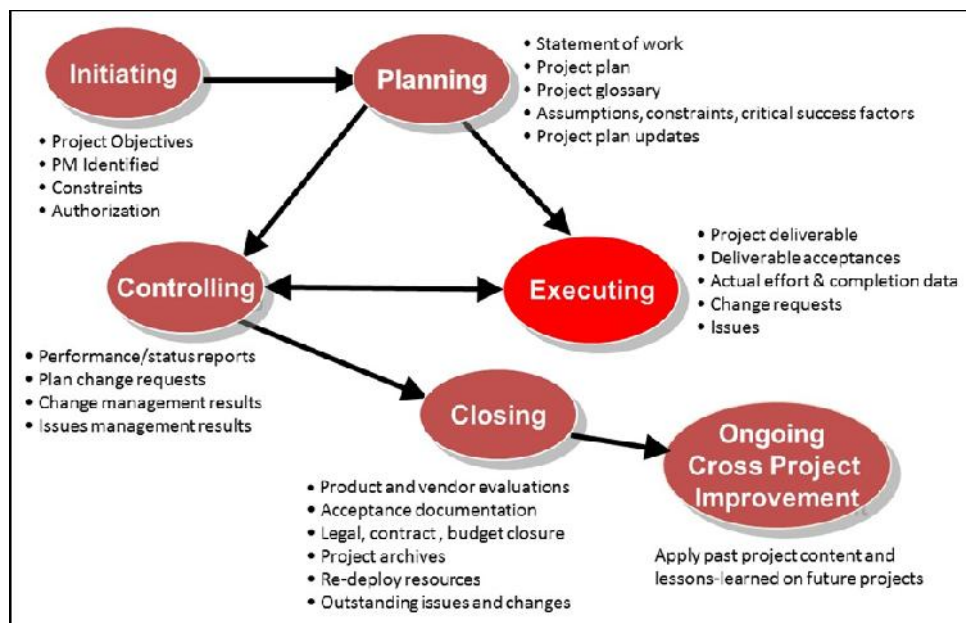 Initiating
• Project Objectives
• PM Identified
• Constraints
• Authorization
Planning
• Statement of work
• Project plan
• Project glossary
• Assumptions, constraints, critical success factors
• Project plan updates
Controlling
• Performance/status reports
• Plan change requests
• Change management results
• Issues management results
Executing
• Project deliverable
• Deliverable acceptances
• Actual effort & completion data
• Change requests
• Issues
Closing
• Product and vendor evaluations
• Acceptance documentation
• Legal, contract , budget closure
• Project archives
• Re-deploy resources
• Outstanding issues and changes
Ongoing
Cross Project
Improvement
Apply past project content and
lessons-learned on future projects